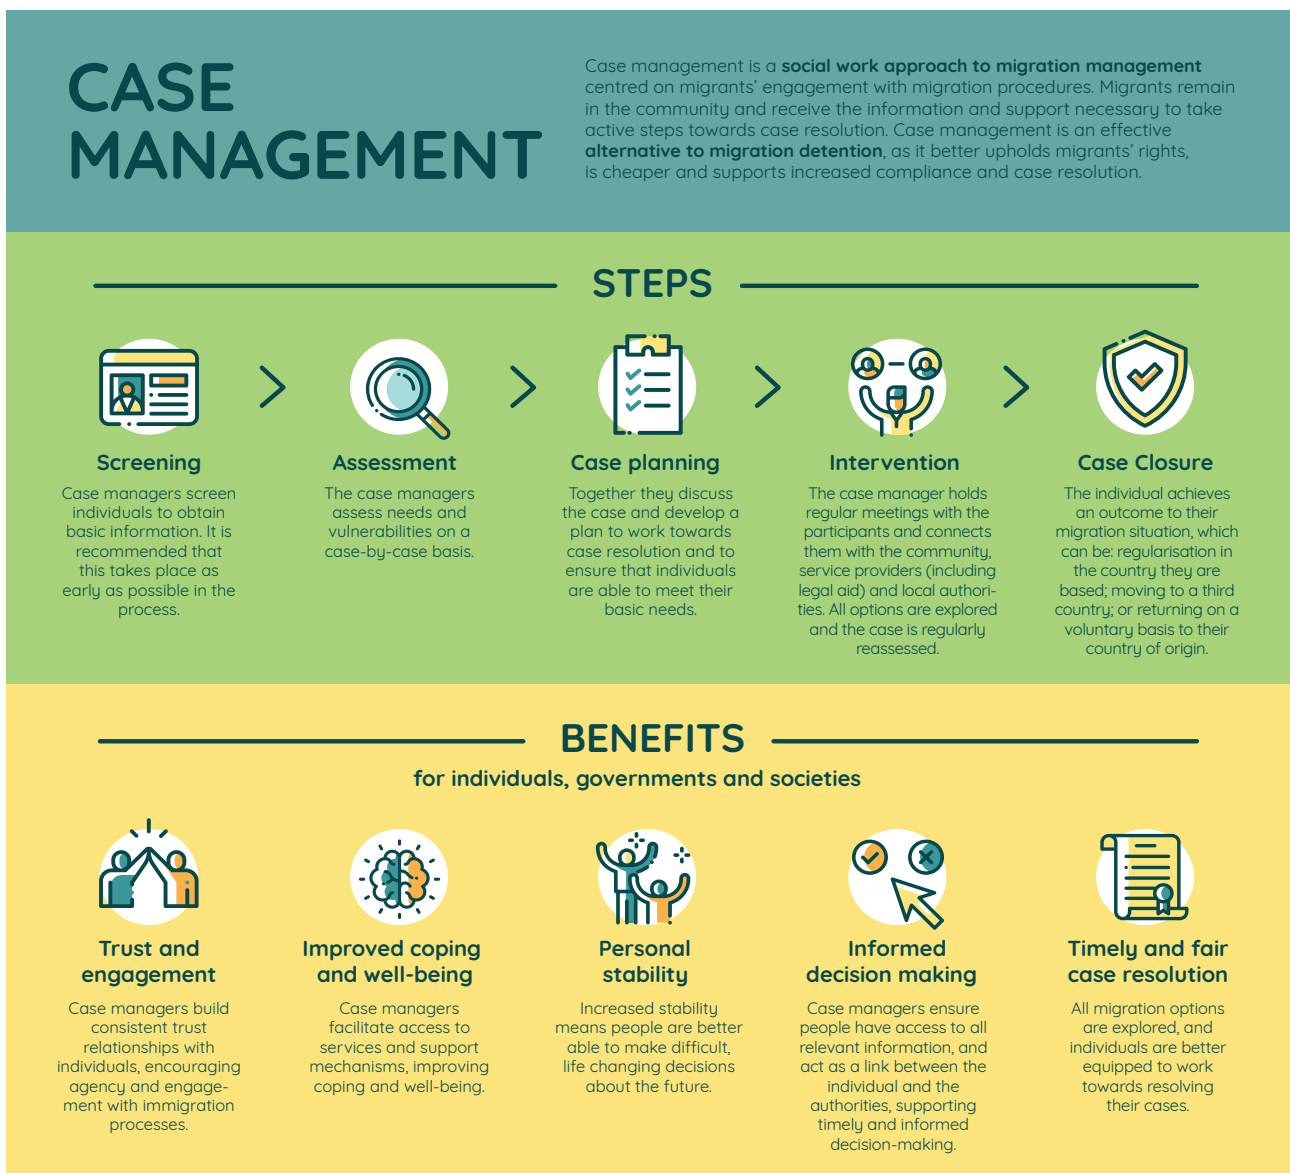 CASE
MANAGEMENT
Case management is a social work approach to migration management
centred on migrants' engagement with migration procedures. Migrants remain
in the community and receive the information and support necessary to take
active steps towards case resolution. Case management is an effective
alternative to migration detention, as it better upholds migrants' rights,
is cheaper and supports increased compliance and case resolution.
STEPS
Screening
Case managers screen
individuals to obtain
basic information. It is
recommended that
this takes place as
early as possible in the
process.
Assessment
The case managers
assess needs and
vulnerabilities on a
case-by-case basis.
Case planning
Together they discuss
the case and develop a
plan to work towards
case resolution and to
ensure that individuals
are able to meet their
basic needs.
Intervention
The case manager holds
regular meetings with the
participants and connects
them with the community,
service providers (including
legal aid) and local authori-
ties. All options are explored
and the case is regularly
reassessed.
Case Closure
The individual achieves
an outcome to their
migration situation, which
can be: regularisation in
the country they are
based; moving to a third
country; or returning on a
voluntary basis to their
country of origin.
BENEFITS
for individuals, governments and societies
Trust and
engagement
Case managers build
consistent trust
relationships with
individuals, encouraging
agency and engage-
ment with immigration
processes.
Improved coping
and well-being
Case managers
facilitate access to
services and support
mechanisms, improving
coping and well-being.
Personal
stability
Increased stability
means people are better
able to make difficult,
life changing decisions
about the future.
Informed
decision making
Case managers ensure
people have access to all
relevant information, and
act as a link between the
individual and the
authorities, supporting
timely and informed
decision-making.
Timely and fair
case resolution
All migration options
are explored, and
individuals are better
equipped to work
towards resolving
their cases.